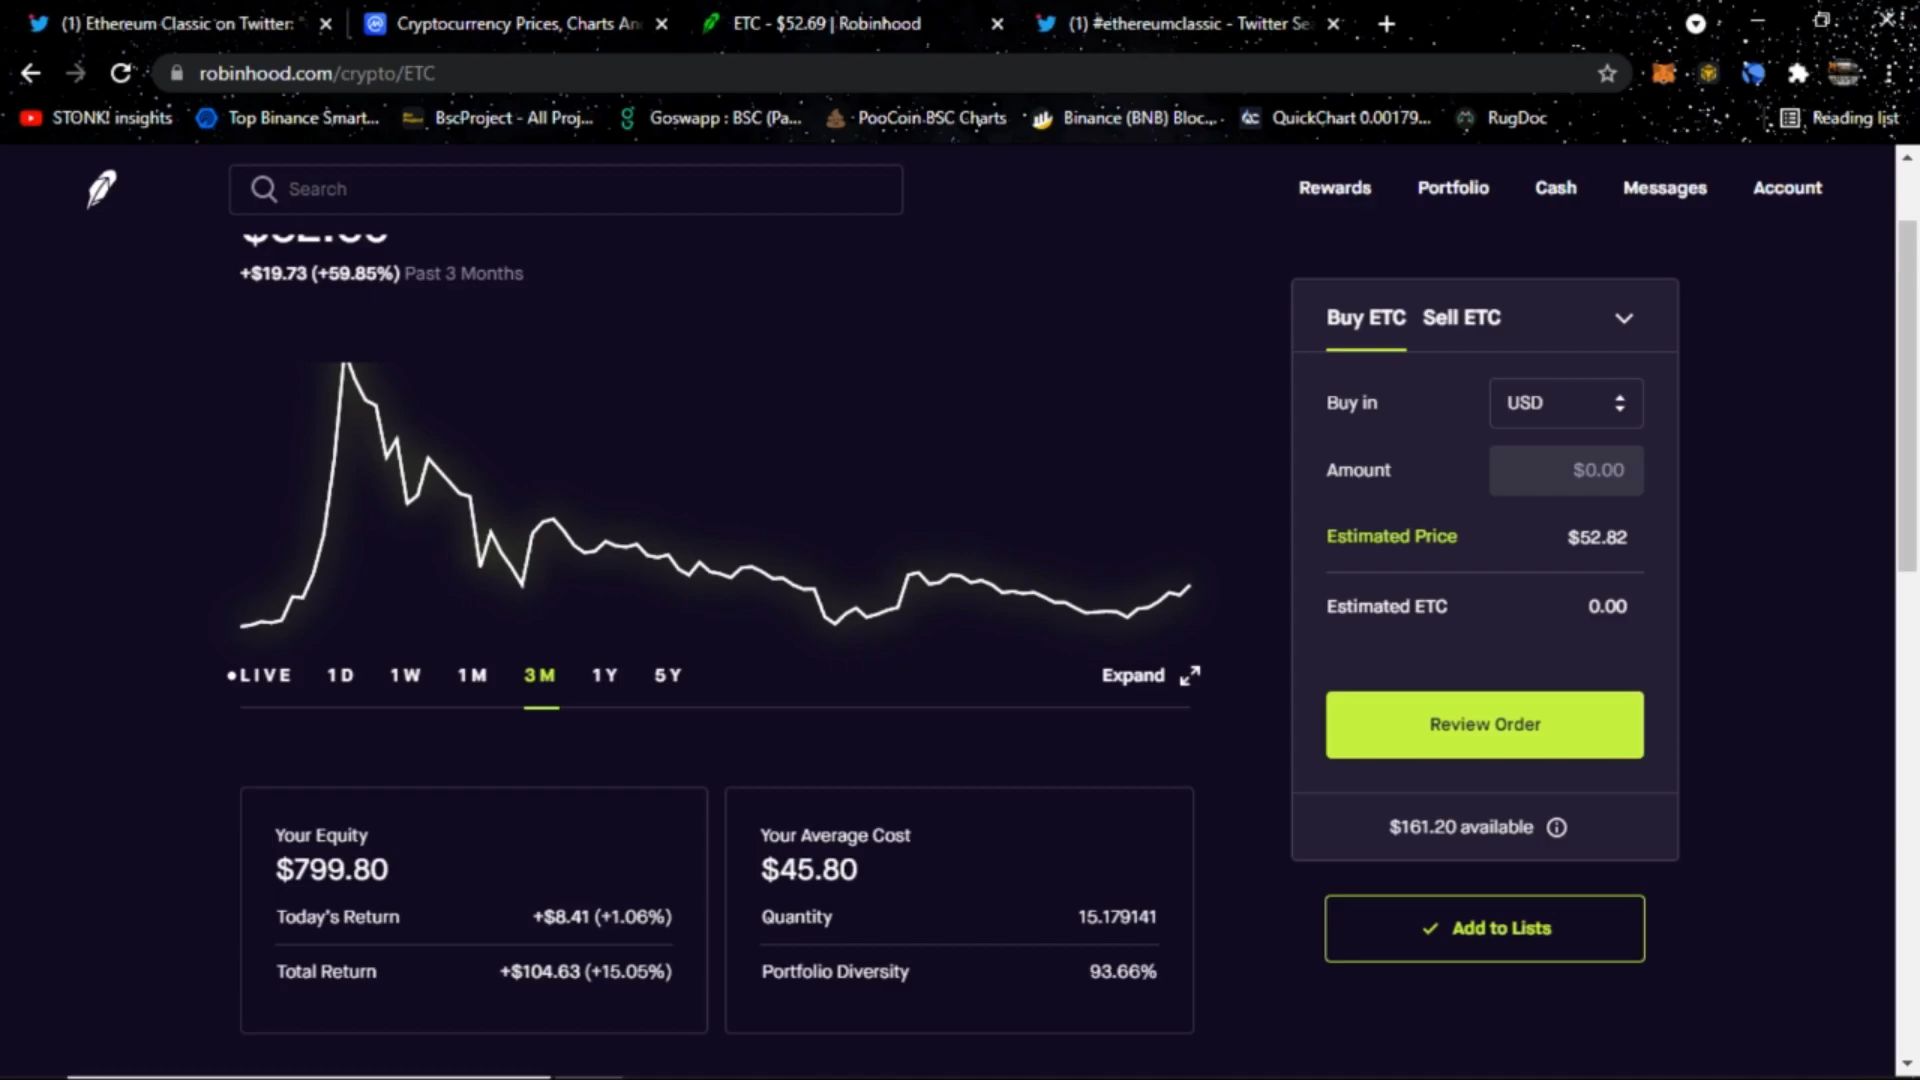 (1) Ethereum Classic on Twitter: "
Cryptocurrency Prices, Charts An
ETC - $52.69 | Robinhood
(1) #ethereumclassic - Twitter Se
robinhood.com/crypto/ETC
STONK! insights
Top Binance Smart...
BscProject - All Proj...
Goswapp : BSC (Pa...
PooCoin BSC Charts
Binance (BNB) Bloc...
QuickChart 0.00179...
RugDoc
Reading list
Search
Rewards
Portfolio
Cash
Messages
Account
+$19.73 (+59.85%) Past 3 Months
Buy ETC Sell ETC
Buy in USD
Amount $0.00
Estimated Price $52.82
Estimated ETC 0.00
Review Order
$161.20 available
Add to Lists
LIVE 1D 1W 1M 3M 1Y 5Y
Expand
Your Equity
$799.80
Today's Return +$8.41 (+1.06%)
Total Return +$104.63 (+15.05%)
Your Average Cost
$45.80
Quantity 15.179141
Portfolio Diversity 93.66%